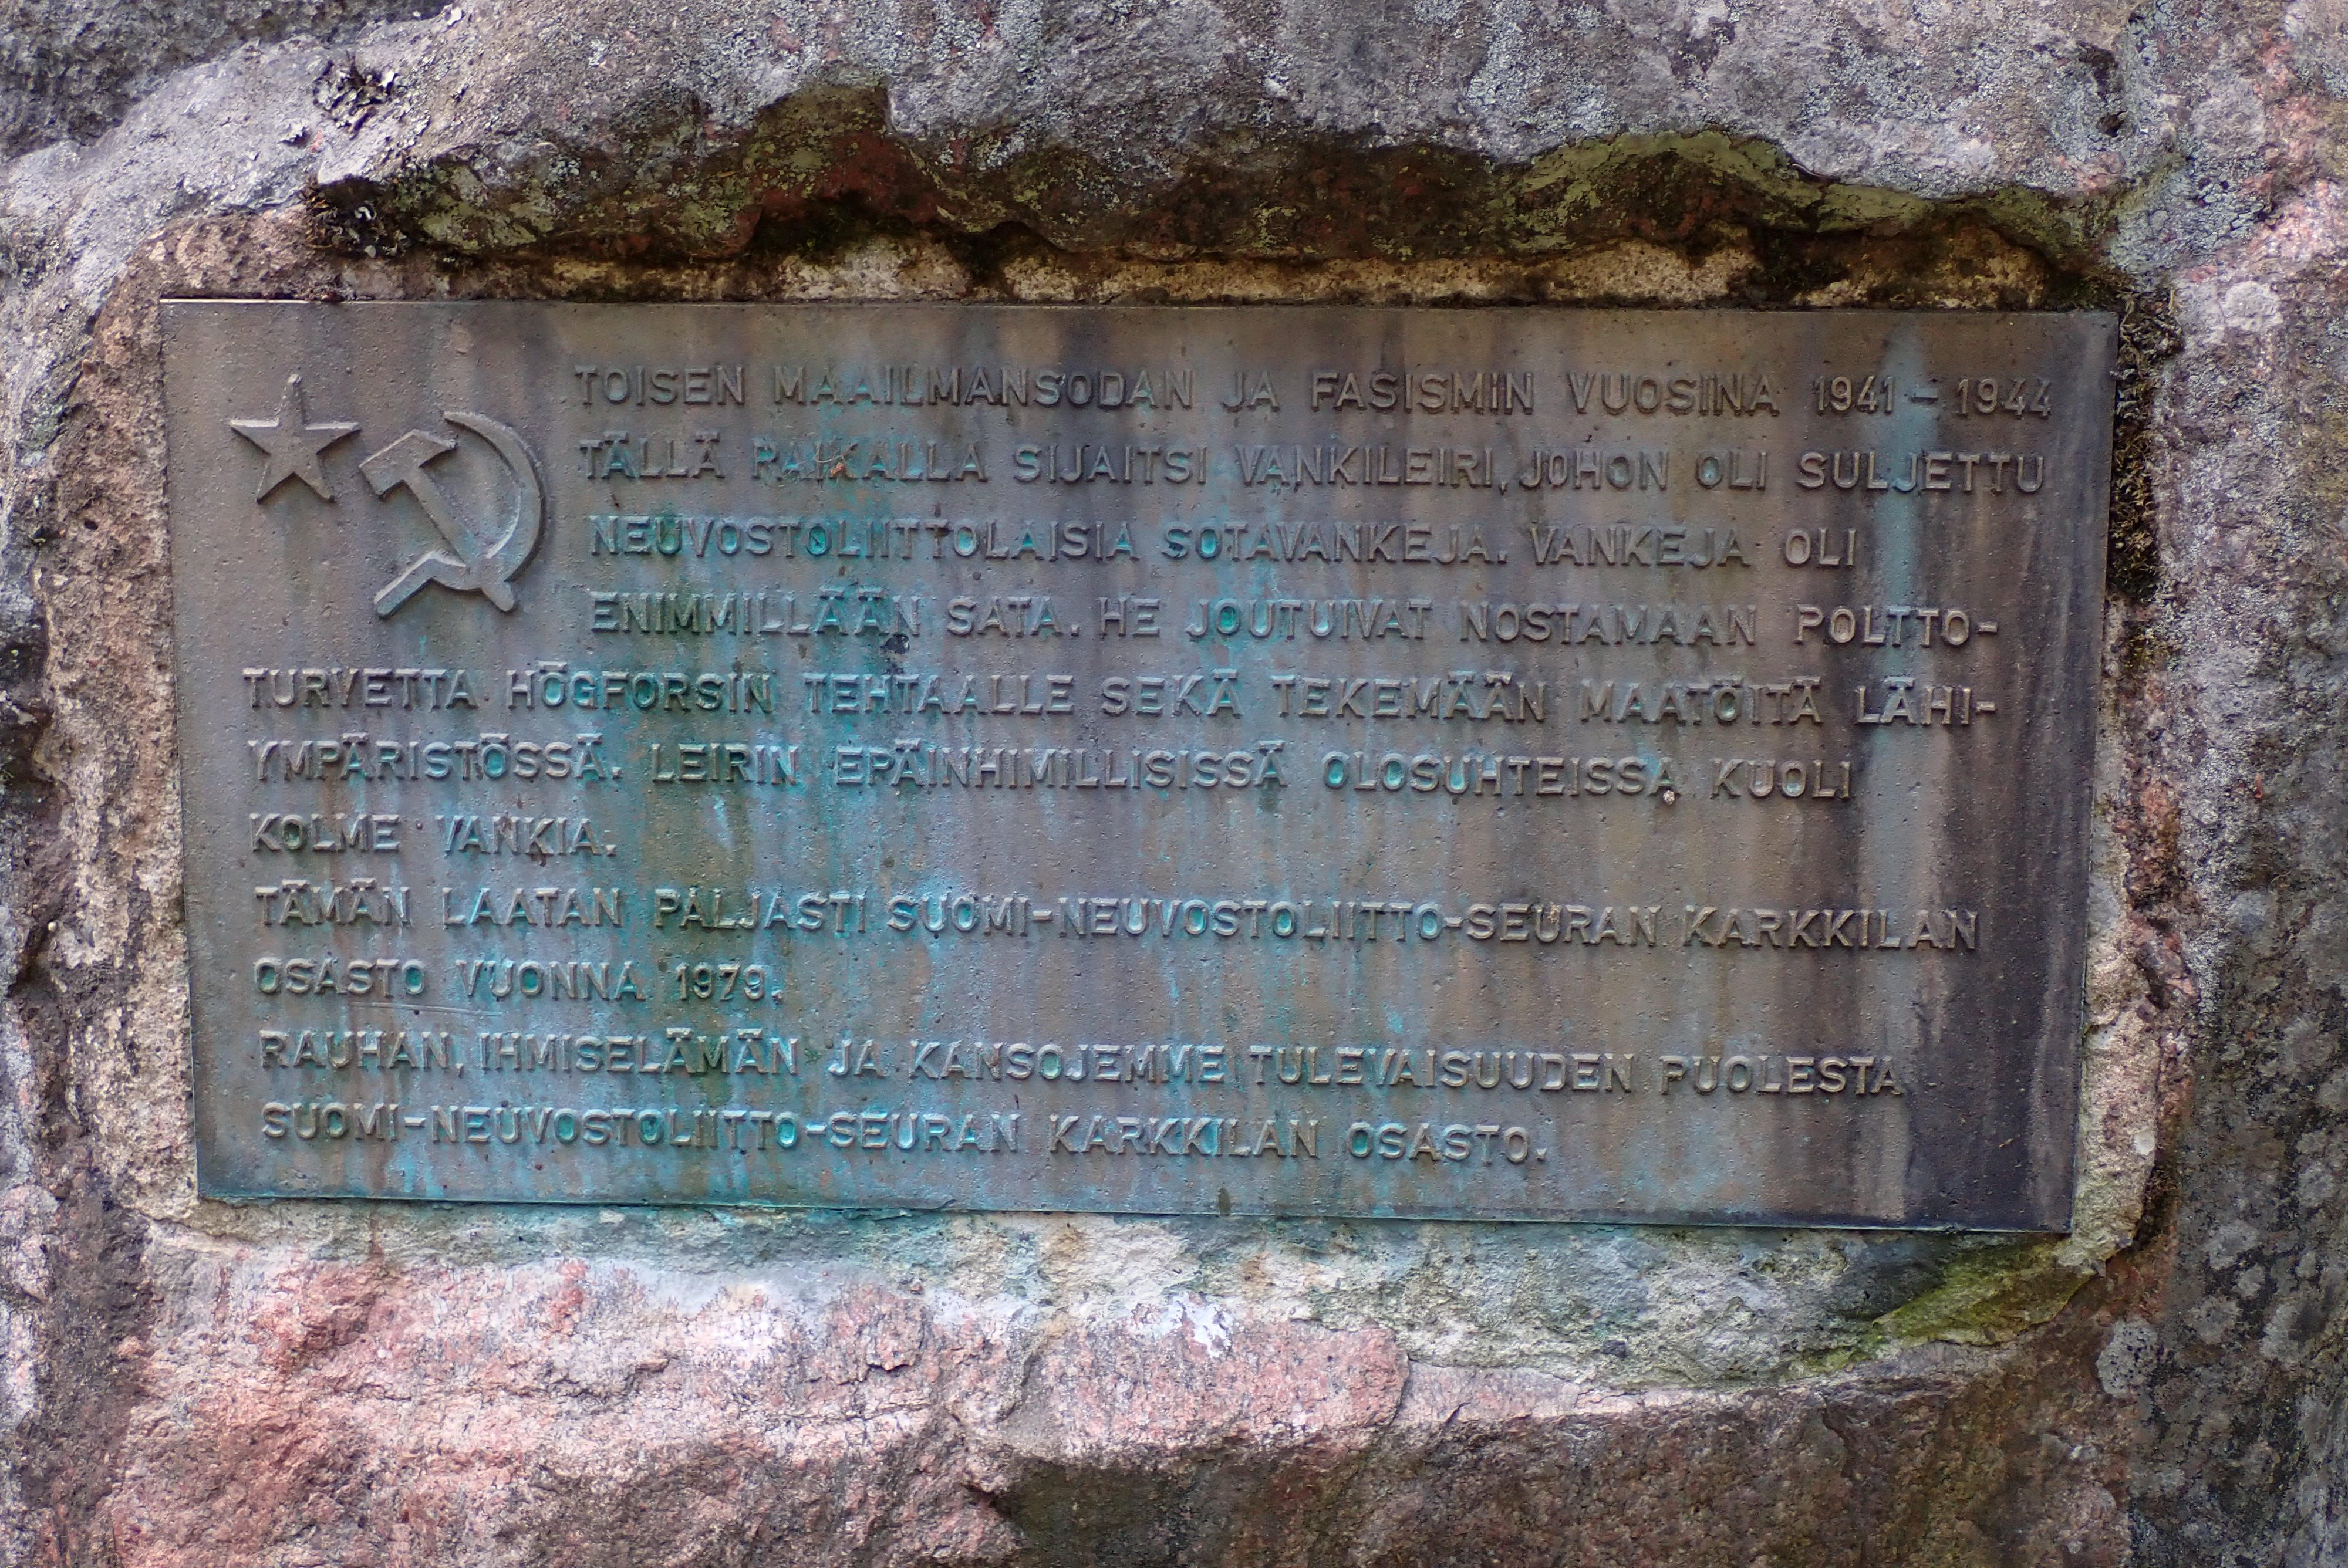 TOISEN MAAILMANSODAN JA FASISMIN VUOSINA 1941 – 1944
TÄLLÄ PAIKALLA SIJAITSI VANKILEIRI, JOHON OLI SULJETTU
NEUVOSTOLIITTOLAISIA SOTAVANKEJA. VANKEJA OLI
ENIMMILLÄÄN SATA. HE JOUTUIVAT NOSTAMAAN POLTTO-
TURVETTA HÖGFORSIN TEHTAALLE SEKÄ TEKEMÄÄN MAATÖITÄ LÄHI-
YMPÄRISTÖSSÄ. LEIRIN EPÄINHIMILLISISSÄ OLOSUHTEISSA KUOLI
KOLME VANKIA.
TÄMÄN LAATAN PALJASTI SUOMI-NEUVOSTOLIITTO-SEURAN KARKKILAN
OSASTO VUONNA 1979.
RAUHAN, IHMISELÄMÄN JA KANSOJEMME TULEVAISUUDEN PUOLESTA
SUOMI-NEUVOSTOLIITTO-SEURAN KARKKILAN OSASTO.